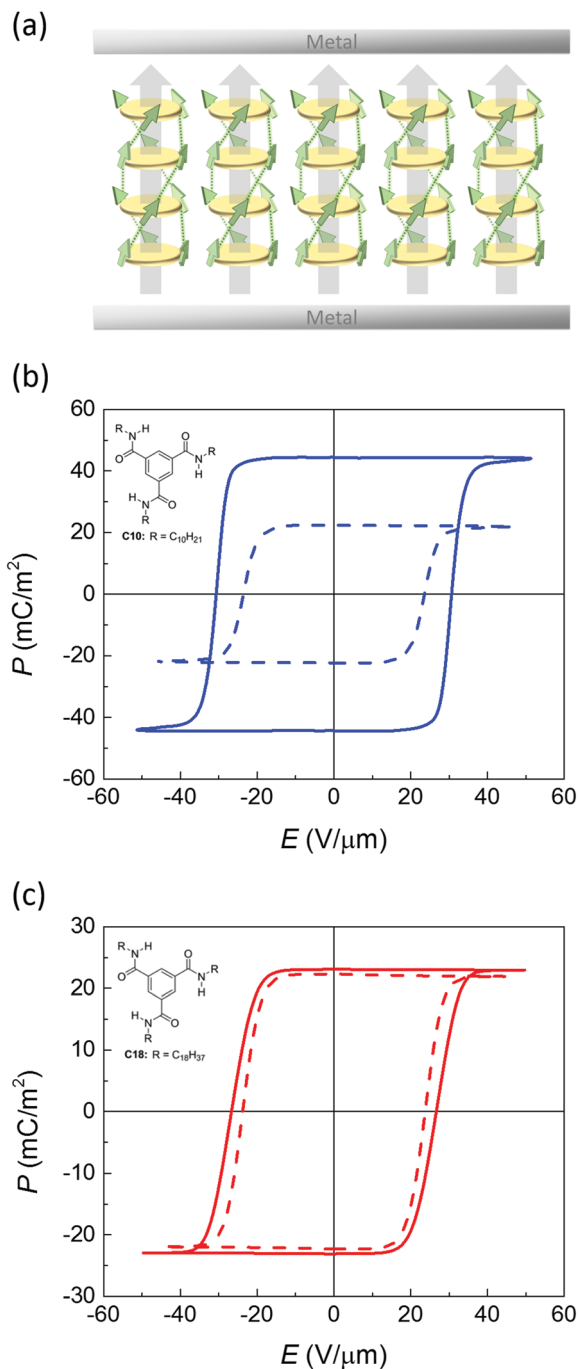 (a)
Metal
Metal
(b)
60
40
20
0
-20
-40
-60
-60
-40
-20
0
20
40
60
P (mC/m²)
E (V/μm)
R
N
H
O
O
N
H
R
H
N
R
O
C10: R = C₁₀H₂₁
(c)
30
20
10
0
-10
-20
-30
-60
-40
-20
0
20
40
60
P (mC/m²)
E (V/μm)
R
N
H
O
O
N
H
R
H
N
R
O
C18: R = C₁₈H₃₇